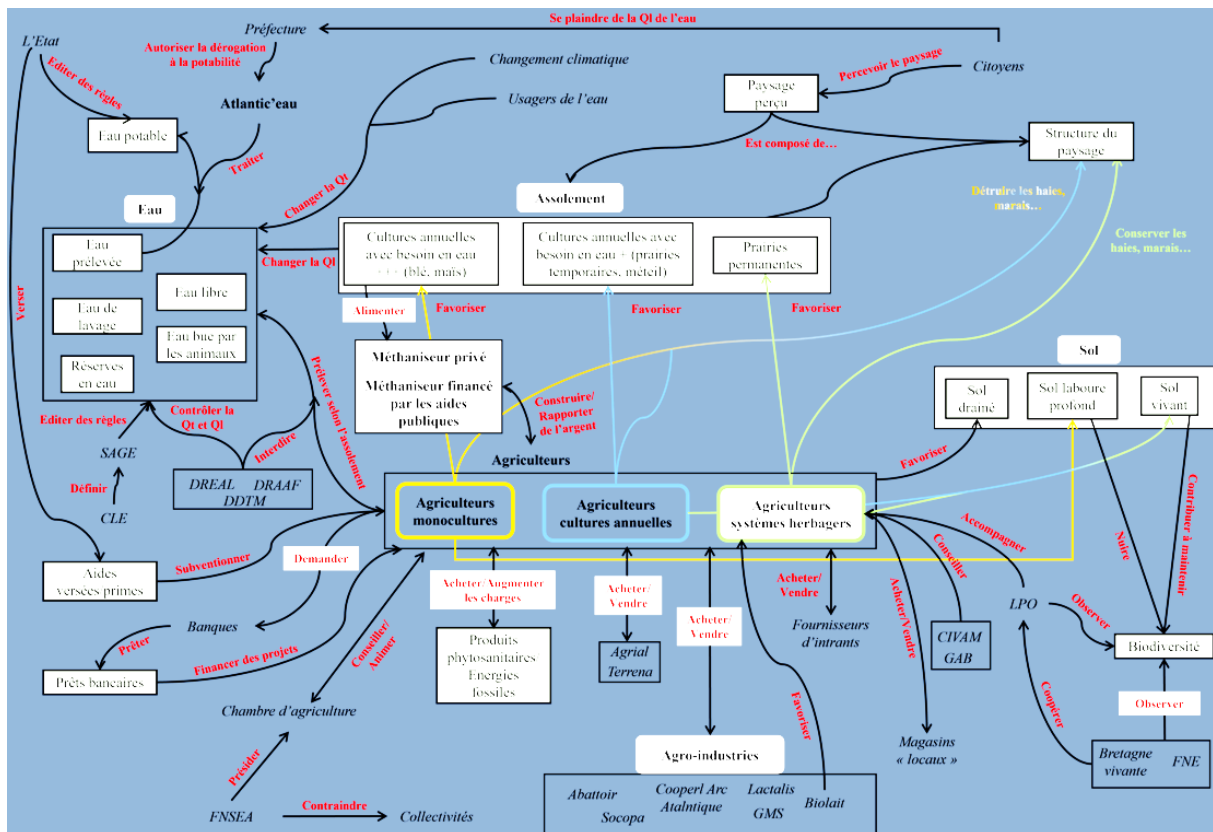 Se plaindre de la Ql de l'eau
Préfecture
L'Etat
Autoriser la dérogation
à la potabilité
Changement climatique
Percevoir le paysage
Citoyens
Editer des règles
Atlantic'eau
Usagers de l'eau
Paysage
perçu
Eau potable
Est composé de…
Structure du
paysage
Traiter
Changer la Qt
Assolement
Détruire les haies,
marais…
Eau
Eau
prélevée
Changer la Ql
Cultures annuelles
avec besoin en eau
+++ (blé, maïs)
Cultures annuelles avec
besoin en eau + (prairies
temporaires, méteil)
Prairies
permanentes
Conserver les
haies, marais…
Eau libre
Eau de
lavage
Eau bue par
les animaux
Réserves
en eau
Verser
Alimenter
Favoriser
Favoriser
Favoriser
Méthaniseur privé
Méthaniseur financé
par les aides
publiques
Construire/
Rapporter
de l'argent
Sol
Sol
drainé
Sol laboure
profond
Sol
vivant
Editer des règles
Contrôler la
Qt et Ql
Prélever selon l'assolement
SAGE
Interdire
Agriculteurs
Favoriser
Définir
DREAL DRAAF
DDTM
CLE
Agriculteurs
monocultures
Agriculteurs
cultures annuelles
Agriculteurs
systèmes herbagers
Accompagner
Nuire
Contribuer à maintenir
Subventionner
Demander
Conseiller
Aides
versées primes
Acheter/Augmenter
les charges
Acheter/
Vendre
Acheter/
Vendre
Acheter/
Vendre
Acheter/Vendre
LPO
Observer
Banques
Conseiller/
Animer
Fournisseurs
d'intrants
CIVAM
GAB
Biodiversité
Prêter
Financer des projets
Produits
phytosanitaires/
Energies
fossiles
Agrial
Terrena
Prêts bancaires
Favoriser
Coopérer
Observer
Chambre d'agriculture
Magasins
« locaux »
Bretagne
vivante
FNE
Présider
Agro-industries
Abattoir
Socopa
Cooperl Arc
Atalntique
Lactalis
GMS
Biolait
FNSEA
Contraindre
Collectivités